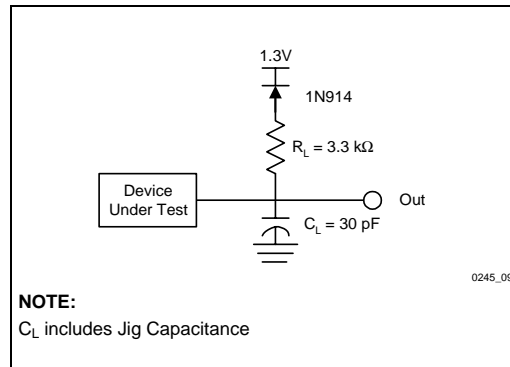 1.3V
1N914
R_L = 3.3 kΩ
Device
Under Test
Out
C_L = 30 pF
0245_09
NOTE:
C_L includes Jig Capacitance